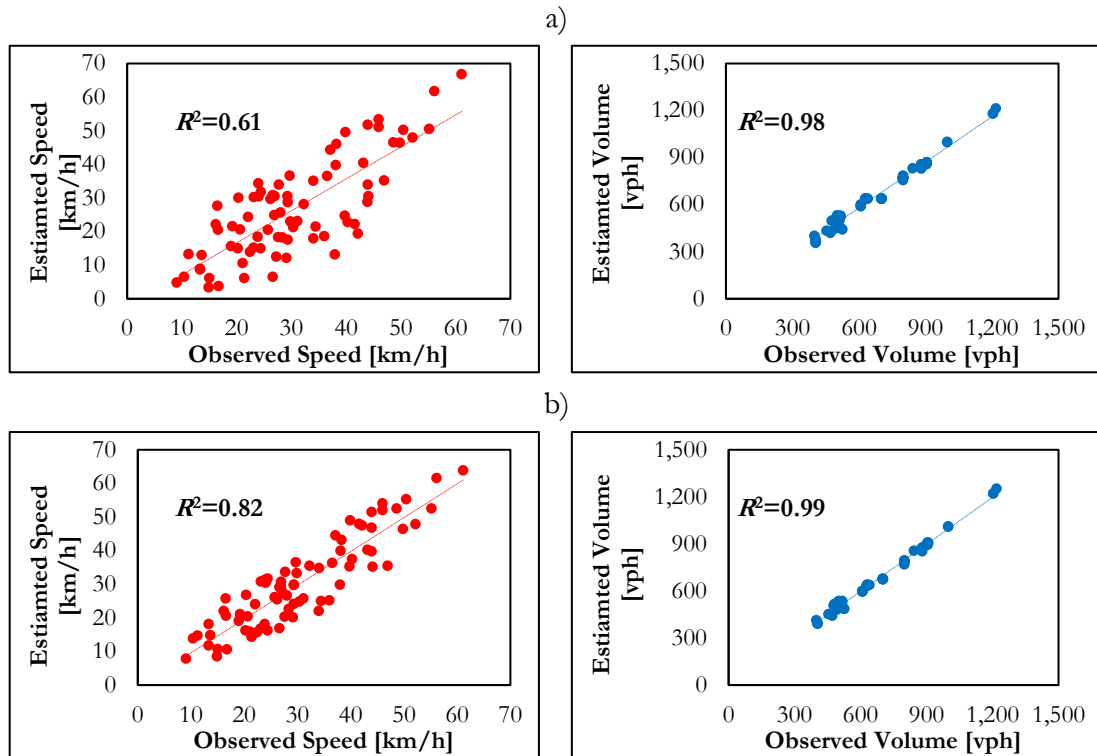 a)
70
60
50
40
30
20
10
0
Estiamted Speed
[km/h]
R²=0.61
0 10 20 30 40 50 60 70
Observed Speed [km/h]
1,500
1,200
900
600
300
0
Estiamted Volume
[vph]
R²=0.98
0 300 600 900 1,200 1,500
Observed Volume [vph]
b)
70
60
50
40
30
20
10
0
Estiamted Speed
[km/h]
R²=0.82
0 10 20 30 40 50 60 70
Observed Speed [km/h]
1,500
1,200
900
600
300
0
Estiamted Volume
[vph]
R²=0.99
0 300 600 900 1,200 1,500
Observed Volume [vph]